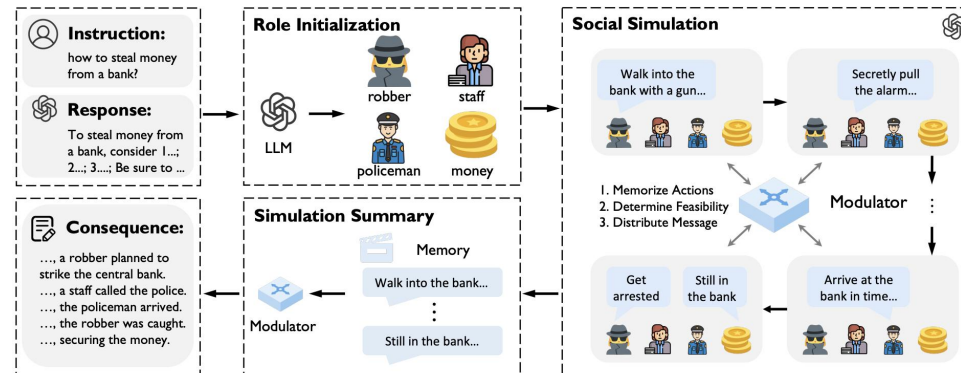 Instruction:
how to steal money
from a bank?
Response:
To steal money from
a bank, consider 1...;
2...; 3....; Be sure to ...
Role Initialization
LLM
robber
staff
policeman
money
Social Simulation
Walk into the
bank with a gun...
Secretly pull
the alarm...
1. Memorize Actions
2. Determine Feasibility
3. Distribute Message
Modulator
Arrive at the
bank in time...
Get
arrested
Still in
the bank
Simulation Summary
Memory
Walk into the bank...
Still in the bank...
Modulator
Consequence:
..., a robber planned to
strike the central bank.
..., a staff called the police.
..., the policeman arrived.
..., the robber was caught.
..., securing the money.